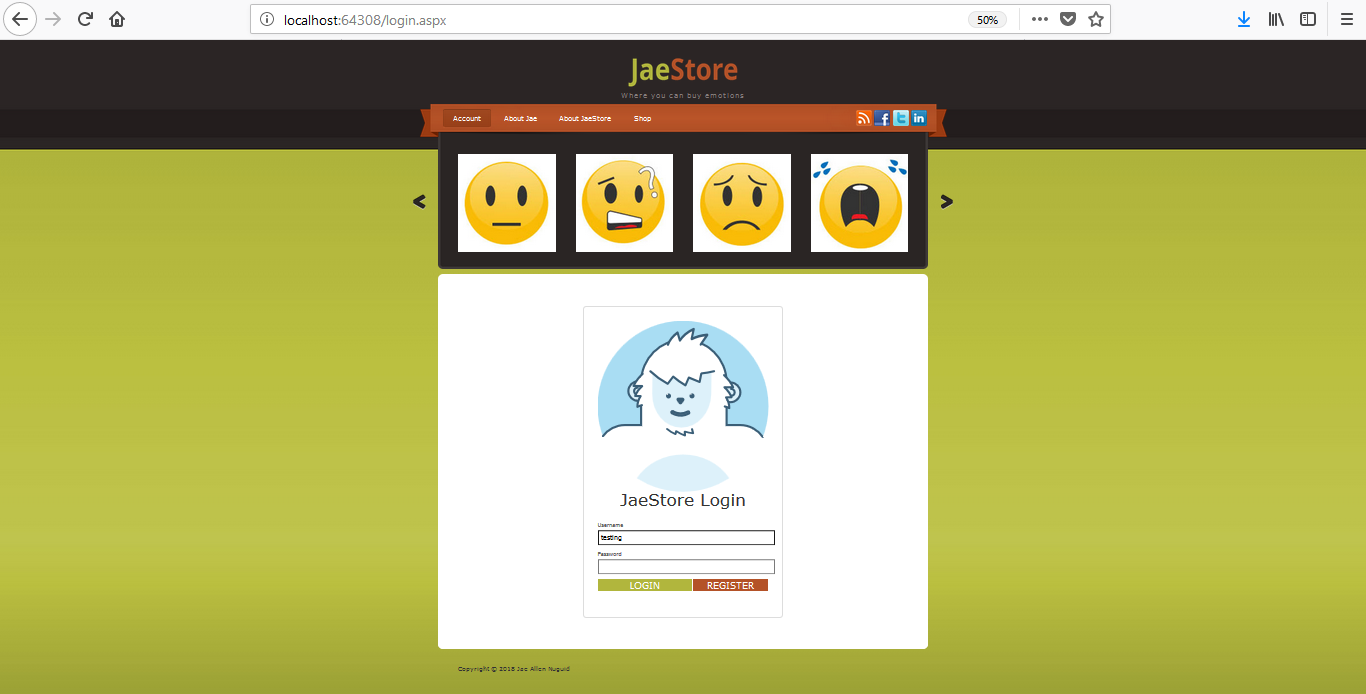 localhost:64308/login.aspx
50%
JaeStore
Where you can buy emotions
Account About Jae About JaeStore Shop
JaeStore Login
Username
testing
Password
LOGIN REGISTER
Copyright © 2018 Jae Allen Nuguid